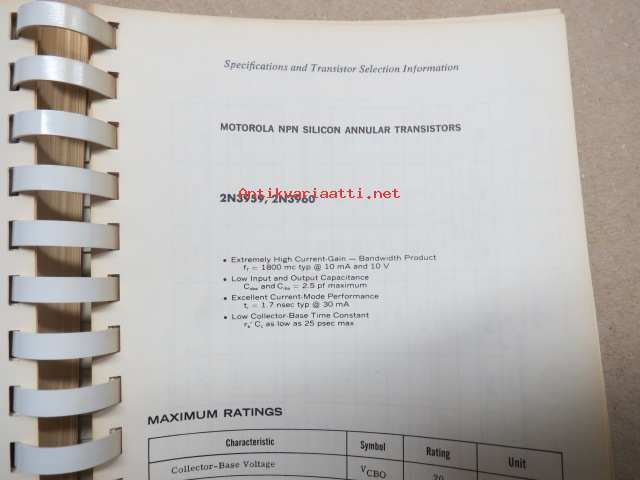 Specifications and Transistor Selection Information
MOTOROLA NPN SILICON ANNULAR TRANSISTORS
Antikvariaatti.net
2N3959, 2N3960
• Extremely High Current-Gain — Bandwidth Product
fT = 1800 mc typ @ 10 mA and 10 V
• Low Input and Output Capacitance
Cobo and Cibo = 2.5 pf maximum
• Excellent Current-Mode Performance
tr = 1.7 nsec typ @ 30 mA
• Low Collector-Base Time Constant
rb' Cc as low as 25 psec max
MAXIMUM RATINGS
Characteristic Symbol Rating Unit
Collector-Base Voltage VCBO 20